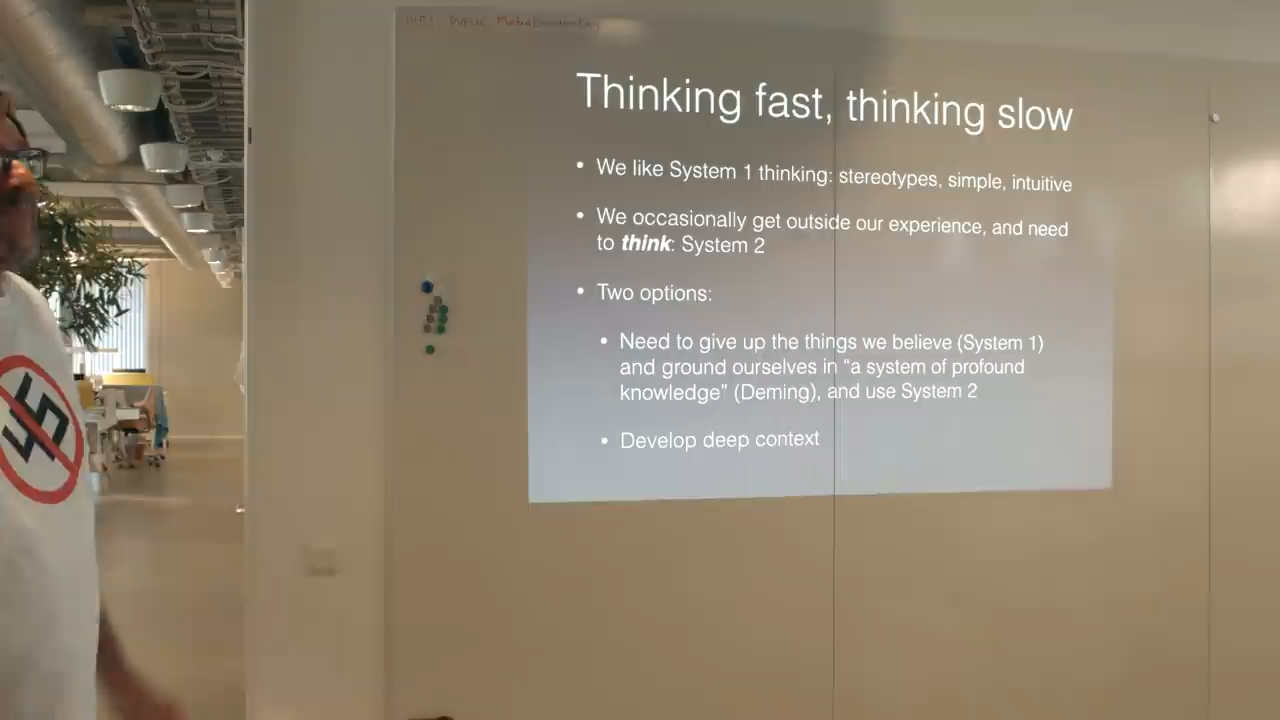 Thinking fast, thinking slow
• We like System 1 thinking: stereotypes, simple, intuitive
• We occasionally get outside our experience, and need
to think: System 2
• Two options:
• Need to give up the things we believe (System 1)
and ground ourselves in “a system of profound
knowledge” (Deming), and use System 2
• Develop deep context